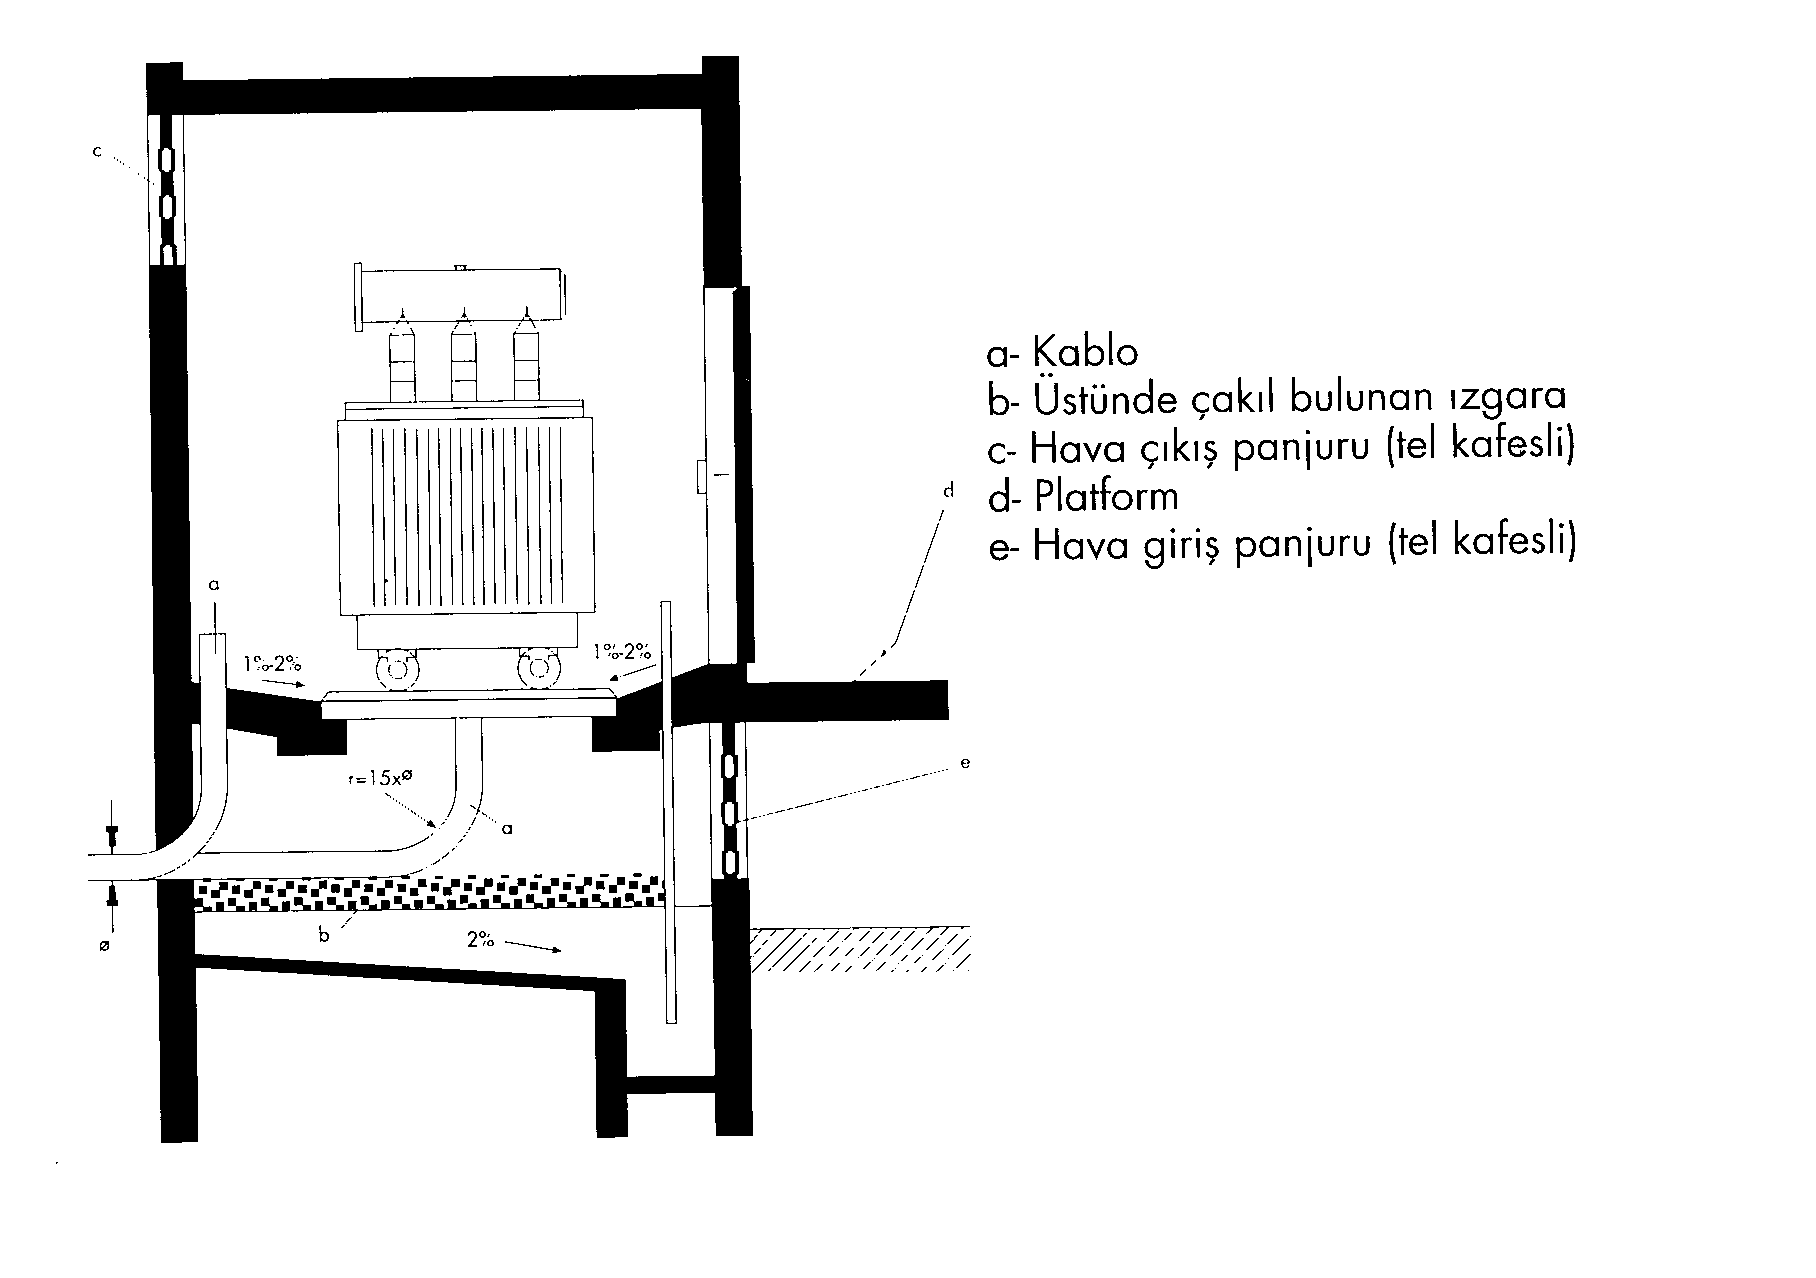 c
a
1%-2%
1%-2%
r=15xø
a
ø
b
2%
d
e
a- Kablo
b- Üstünde çakıl bulunan ızgara
c- Hava çıkış panjuru (tel kafesli)
d- Platform
e- Hava giriş panjuru (tel kafesli)